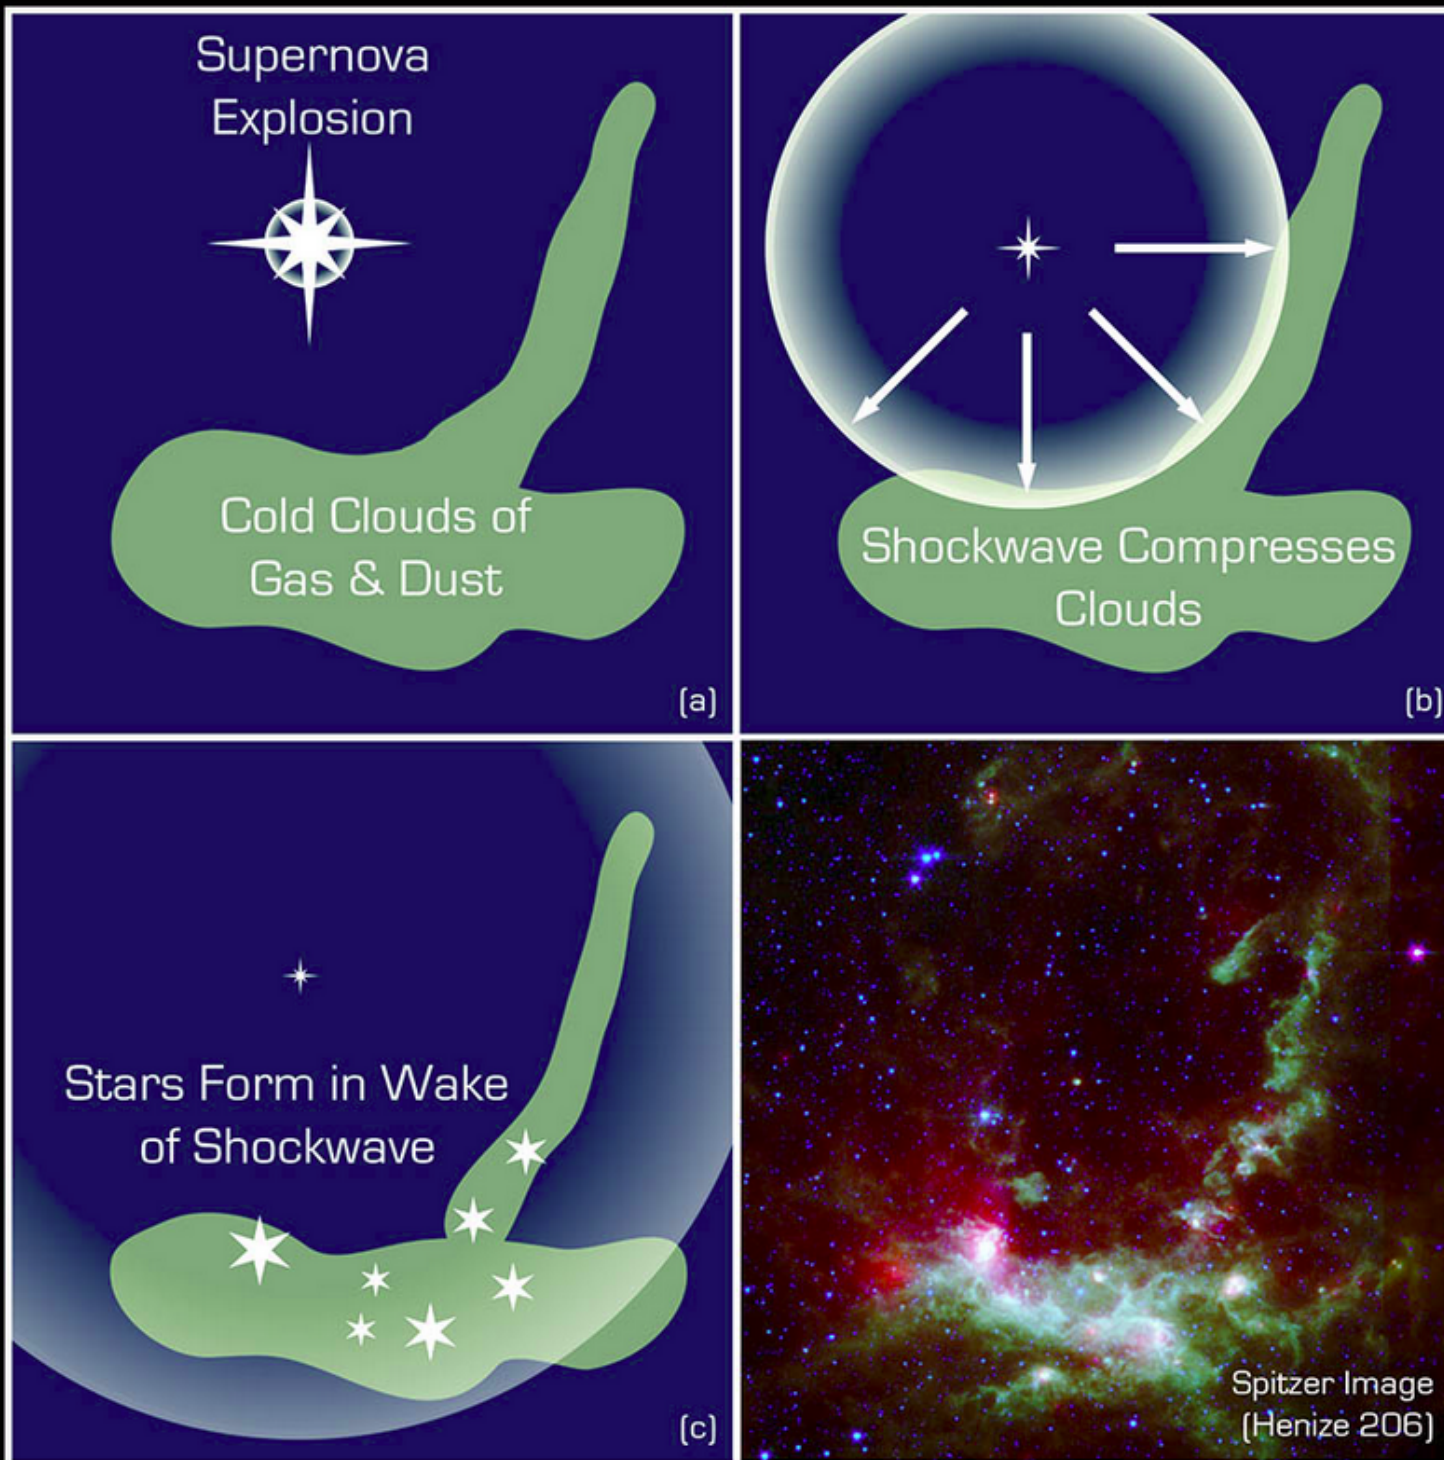 Supernova
Explosion
Cold Clouds of
Gas & Dust
(a)
Shockwave Compresses
Clouds
(b)
Stars Form in Wake
of Shockwave
(c)
Spitzer Image
(Henize 206)